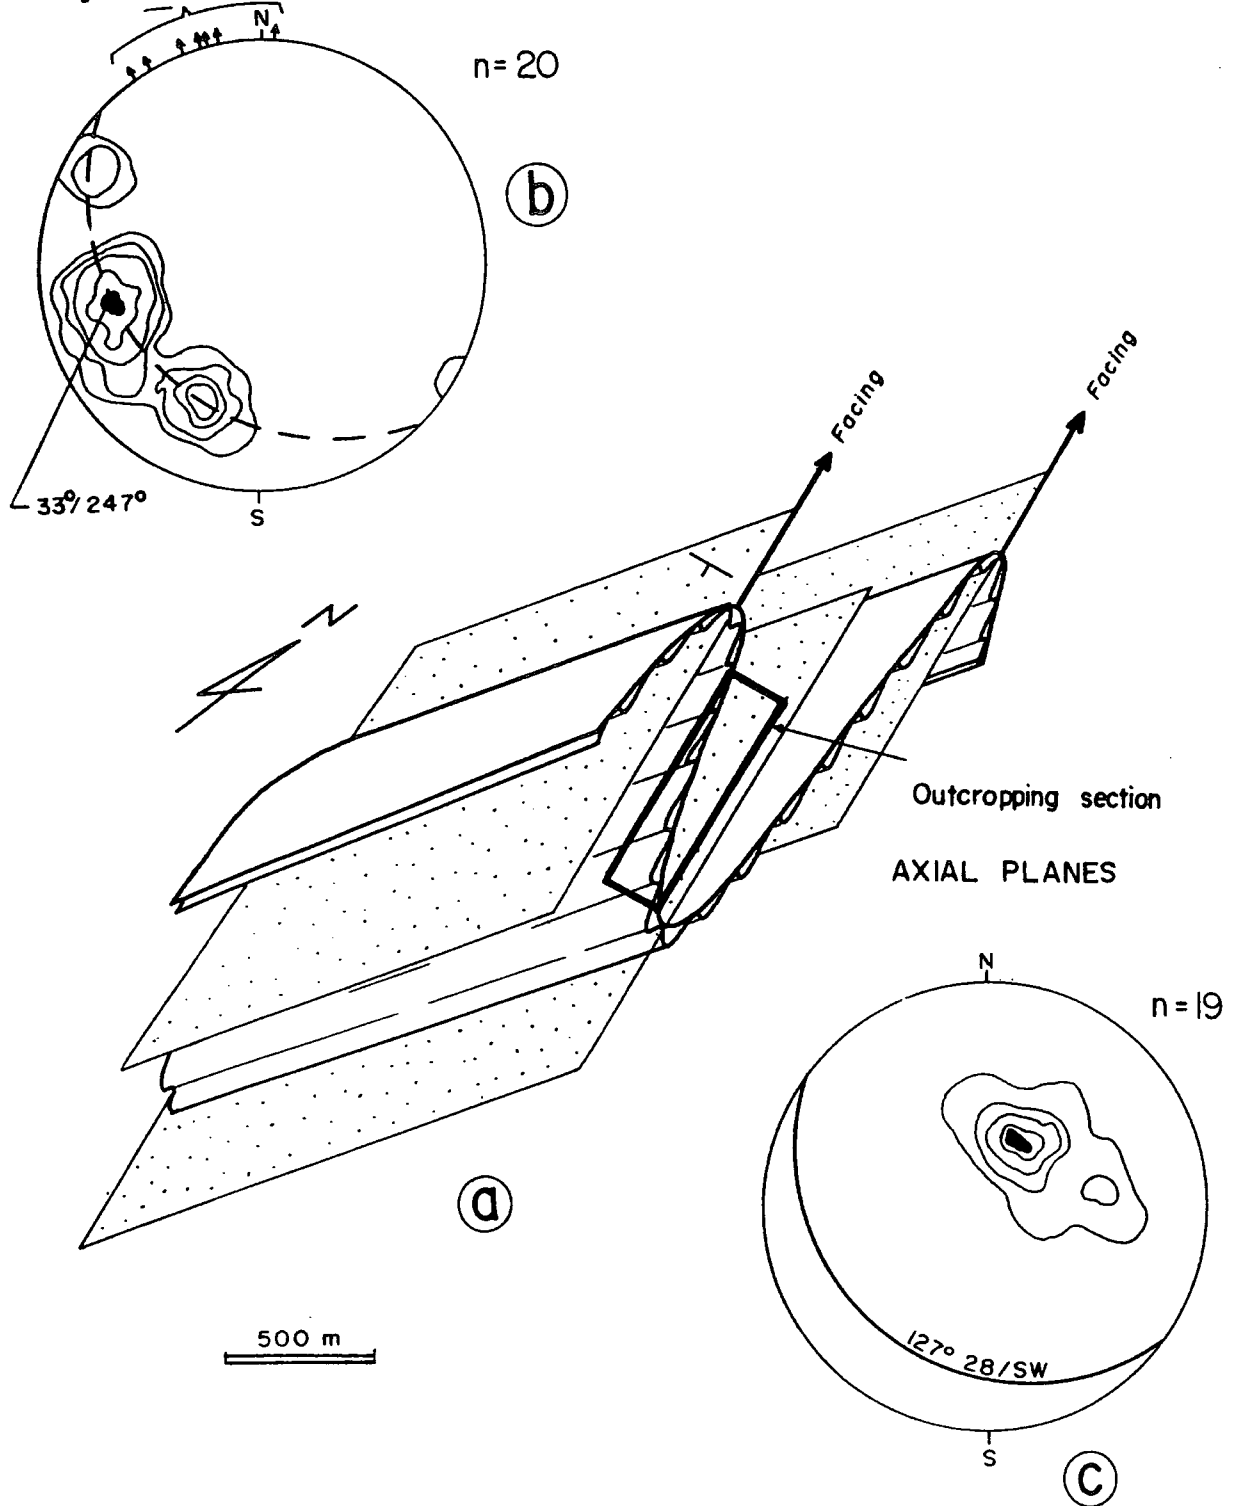 N
n=20
b
33°/247°
S
Facing
Facing
N
Outcropping section
AXIAL PLANES
N
n=19
a
500 m
127° 28/SW
S
c